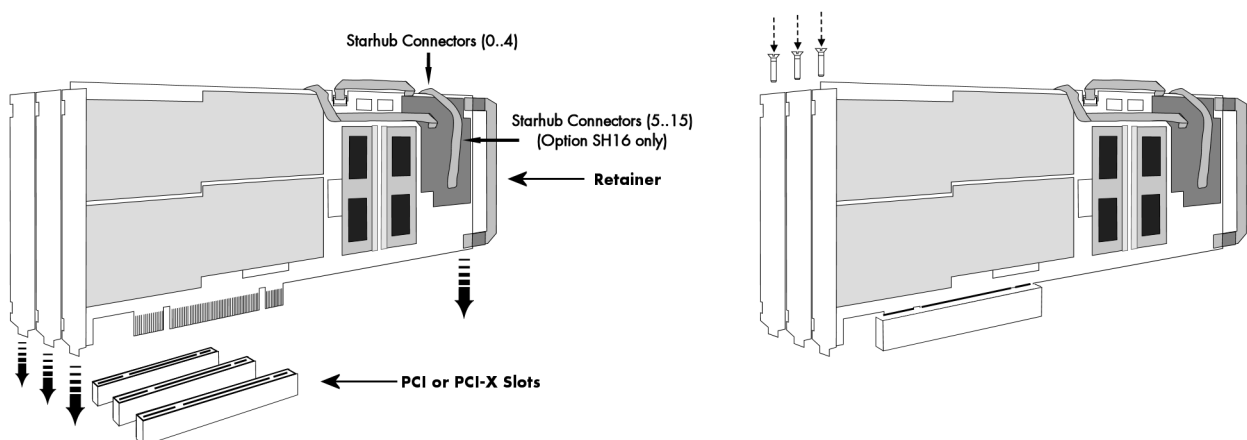 Starhub Connectors (0..4)
Starhub Connectors (5..15)
(Option SH16 only)
Retainer
PCI or PCI-X Slots